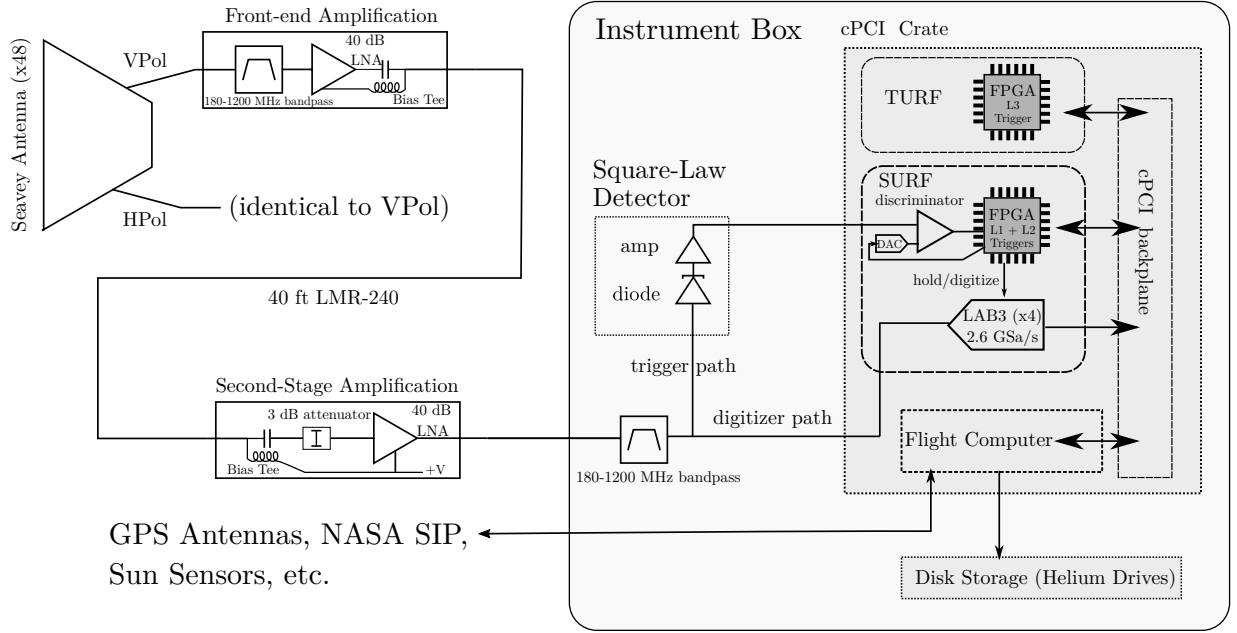 Front-end Amplification
Seavey Antenna (x48)
VPol
40 dB
LNA
180-1200 MHz bandpass
Bias Tee
HPol
(identical to VPol)
40 ft LMR-240
Second-Stage Amplification
3 dB attenuator
40 dB
LNA
Bias Tee
+V
GPS Antennas, NASA SIP,
Sun Sensors, etc.
Instrument Box
cPCI Crate
TURF
FPGA
L3
Trigger
Square-Law
Detector
amp
diode
trigger path
digitizer path
180-1200 MHz bandpass
SURF
discriminator
DAC
FPGA
L1 + L2
Triggers
hold/digitize
LAB3 (x4)
2.6 GSa/s
cPCI backplane
Flight Computer
Disk Storage (Helium Drives)